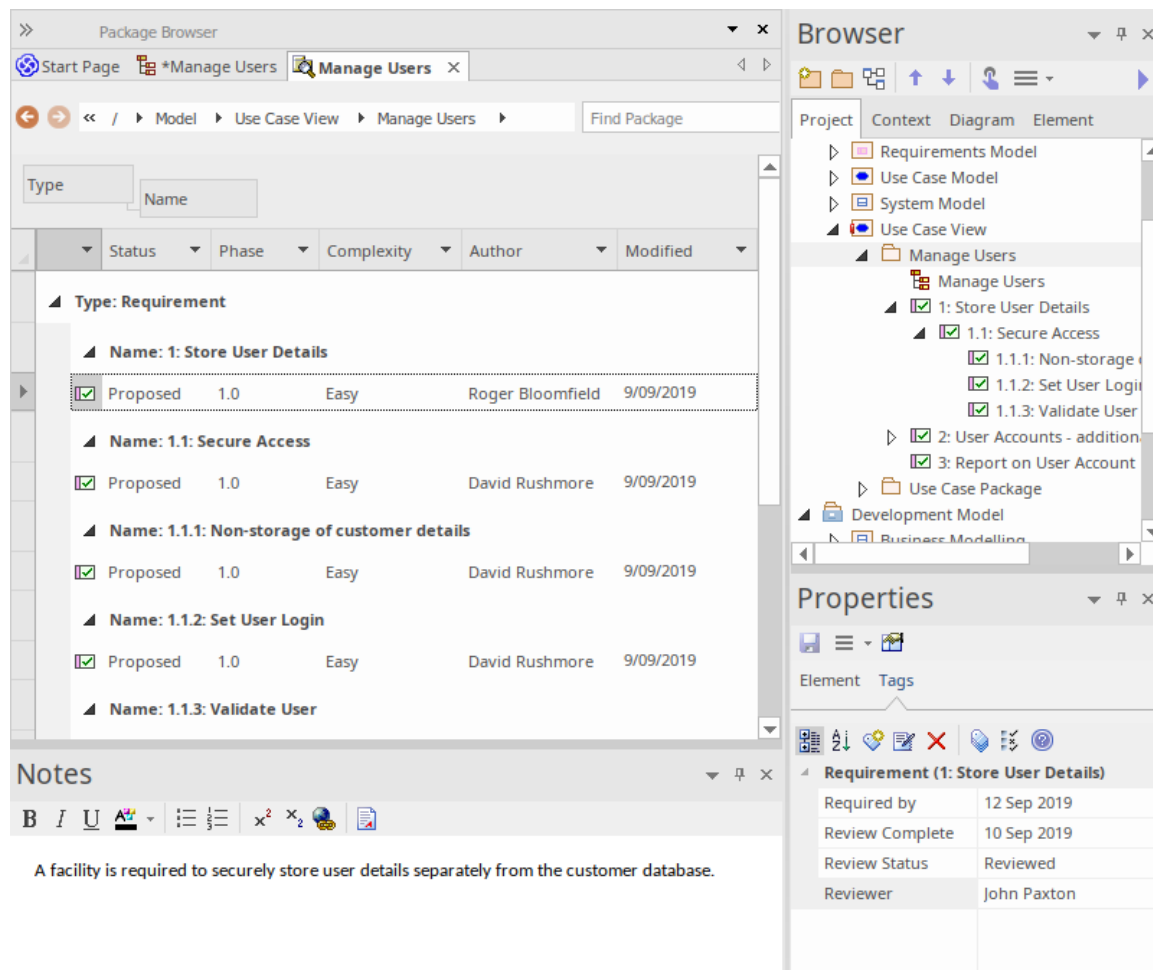 Package Browser
Start Page
*Manage Users
Manage Users
/ Model Use Case View Manage Users
Find Package
Type
Name
Status Phase Complexity Author Modified
Type: Requirement
Name: 1: Store User Details
Proposed 1.0 Easy Roger Bloomfield 9/09/2019
Name: 1.1: Secure Access
Proposed 1.0 Easy David Rushmore 9/09/2019
Name: 1.1.1: Non-storage of customer details
Proposed 1.0 Easy David Rushmore 9/09/2019
Name: 1.1.2: Set User Login
Proposed 1.0 Easy David Rushmore 9/09/2019
Name: 1.1.3: Validate User
Notes
B I U x² x₂
A facility is required to securely store user details separately from the customer database.
Browser
Project Context Diagram Element
Requirements Model
Use Case Model
System Model
Use Case View
Manage Users
Manage Users
1: Store User Details
1.1: Secure Access
1.1.1: Non-storage
1.1.2: Set User Logi
1.1.3: Validate User
2: User Accounts - addition
3: Report on User Account
Use Case Package
Development Model
Business Modelling
Properties
Element Tags
Requirement (1: Store User Details)
Required by 12 Sep 2019
Review Complete 10 Sep 2019
Review Status Reviewed
Reviewer John Paxton